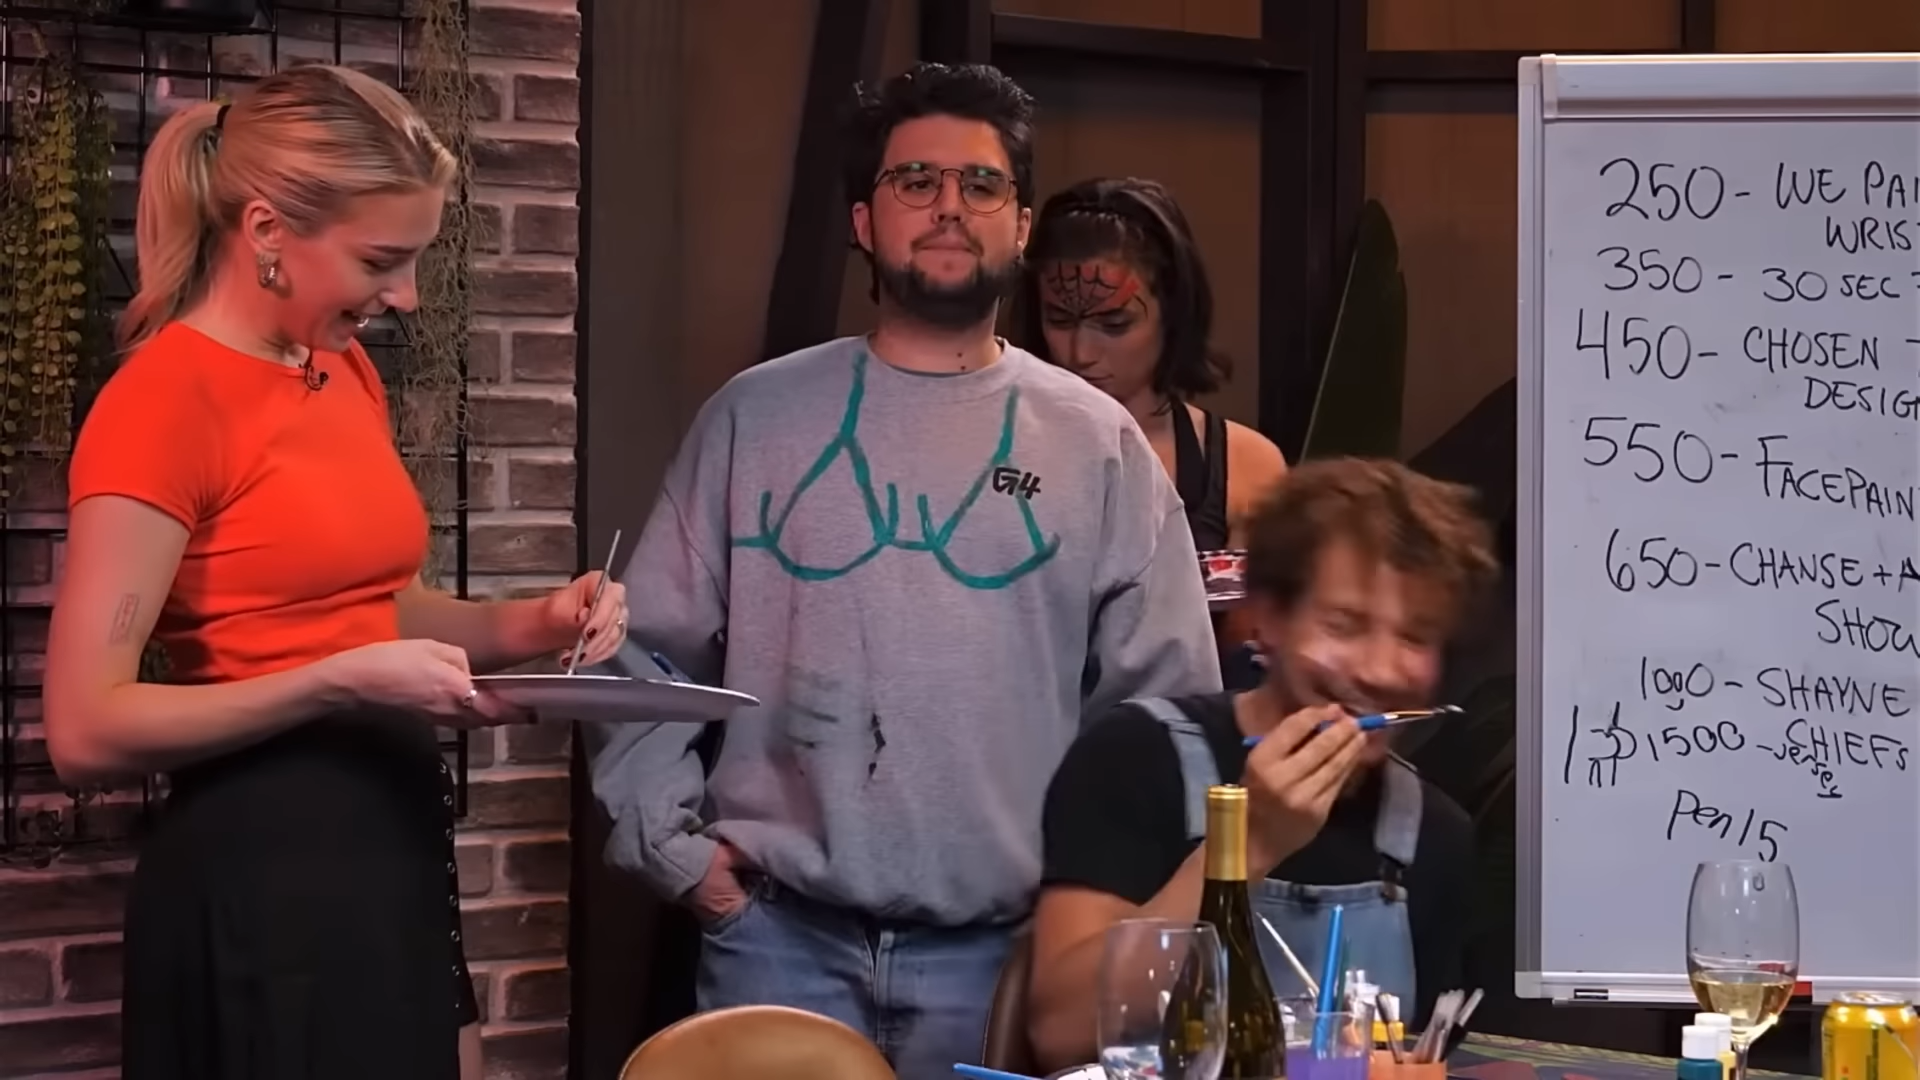 G4
250- WE PAI
WRIS
350 - 30 SEC
450- CHOSEN
DESIG
550- FACEPAIN
650-CHANSE+A
SHOW
1000 - SHAYNE
1500 - CHIEFS
Pen15